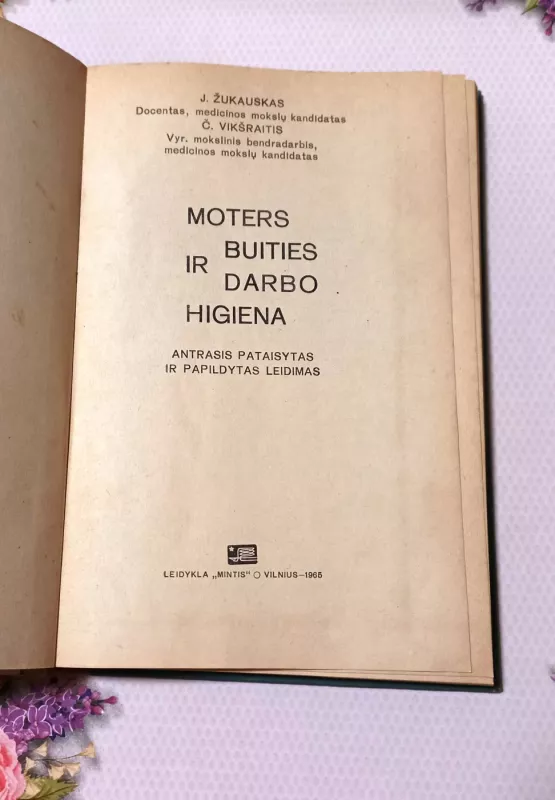 J. ŽUKAUSKAS
Docentas, medicinos mokslų kandidatas
Č. VIKŠRAITIS
Vyr. mokslinis bendradarbis,
medicinos mokslų kandidatas
MOTERS
BUITIES
IR
DARBO
HIGIENA
ANTRASIS PATAISYTAS
IR PAPILDYTAS LEIDIMAS
LEIDYKLA „MINTIS“ ○ VILNIUS—1965